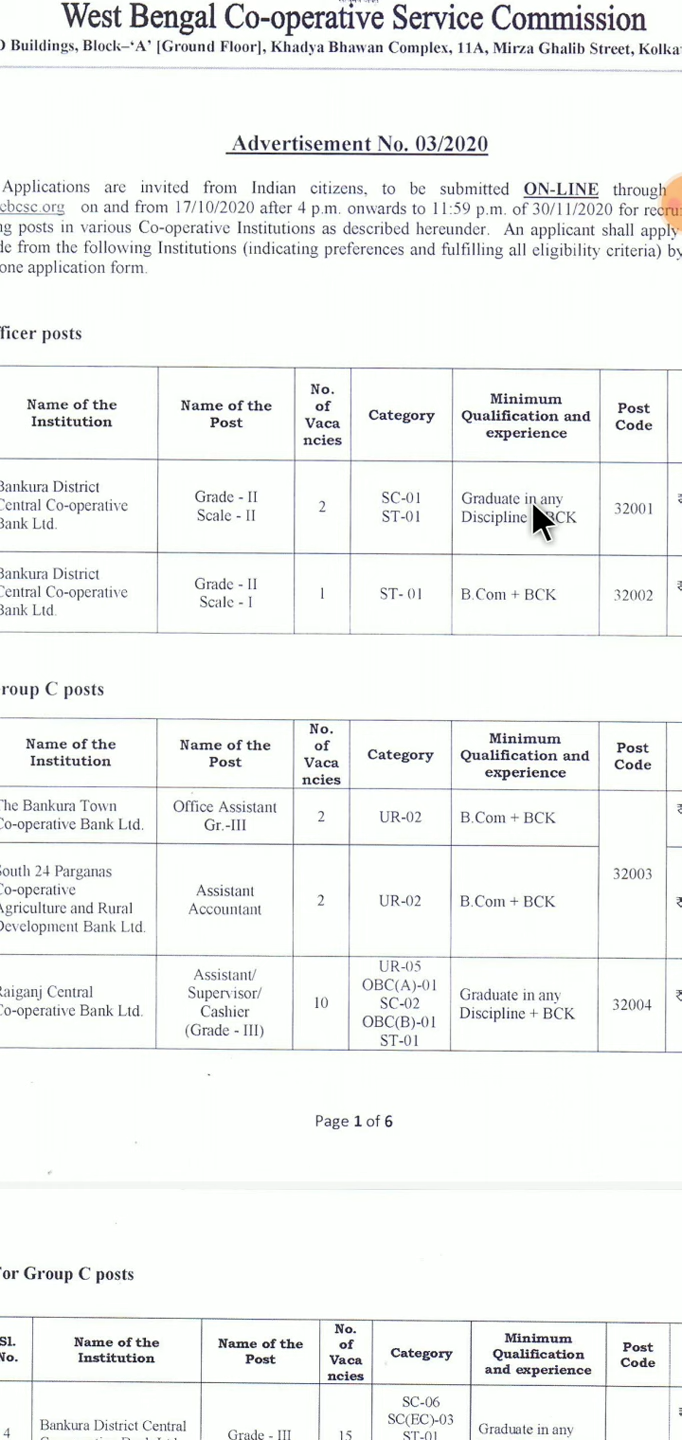 West Bengal Co-operative Service Commission
Buildings, Block–‘A’ [Ground Floor], Khadya Bhawan Complex, 11A, Mirza Ghalib Street,
Advertisement No. 03/2020
Applications are invited from Indian citizens, to be submitted ON-LINE through
on and from 17/10/2020 after 4 p.m. onwards to 11:59 p.m. of 30/11/2020 for
posts in various Co-operative Institutions as described hereunder. An applicant shall apply
from the following Institutions (indicating preferences and fulfilling all eligibility criteria) by
one application form.
posts
Name of the Institution
Name of the Post
No. of Vaca ncies
Category
Minimum Qualification and experience
Post Code
Bankura District
Central Co-operative
Bank Ltd.
Grade - II
Scale - II
2
SC-01
ST-01
Graduate in any
Discipline BCK
32001
Bankura District
Central Co-operative
Bank Ltd.
Grade - II
Scale - I
1
ST- 01
B.Com + BCK
32002
C posts
Name of the Institution
Name of the Post
No. of Vaca ncies
Category
Minimum Qualification and experience
Post Code
The Bankura Town
Co-operative Bank Ltd.
Office Assistant
Gr.-III
2
UR-02
B.Com + BCK
32003
South 24 Parganas
Co-operative
Agriculture and Rural
Development Bank Ltd.
Assistant
Accountant
2
UR-02
B.Com + BCK
Raiganj Central
Co-operative Bank Ltd.
Assistant/
Supervisor/
Cashier
(Grade - III)
10
UR-05
OBC(A)-01
SC-02
OBC(B)-01
ST-01
Graduate in any
Discipline + BCK
32004
Page 1 of 6
For Group C posts
Sl. No.
Name of the Institution
Name of the Post
No. of Vaca ncies
Category
Minimum Qualification and experience
Post Code
4
Bankura District Central
Grade - III
15
SC-06
SC(EC)-03
ST-01
Graduate in any